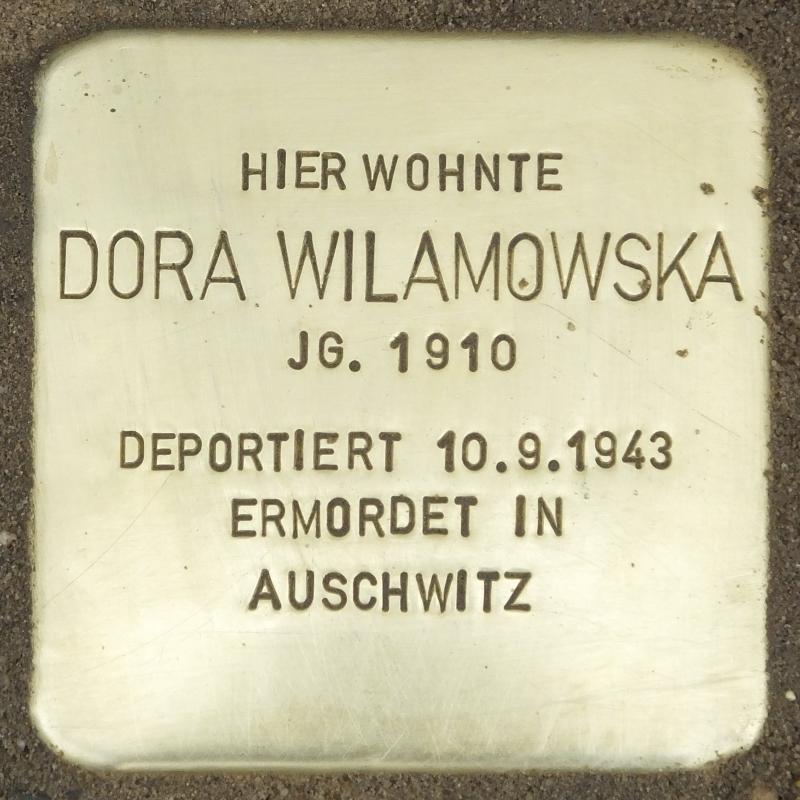 HIER WOHNTE
DORA WILAMOWSKA
JG. 1910
DEPORTIERT 10.9.1943
ERMORDET IN
AUSCHWITZ